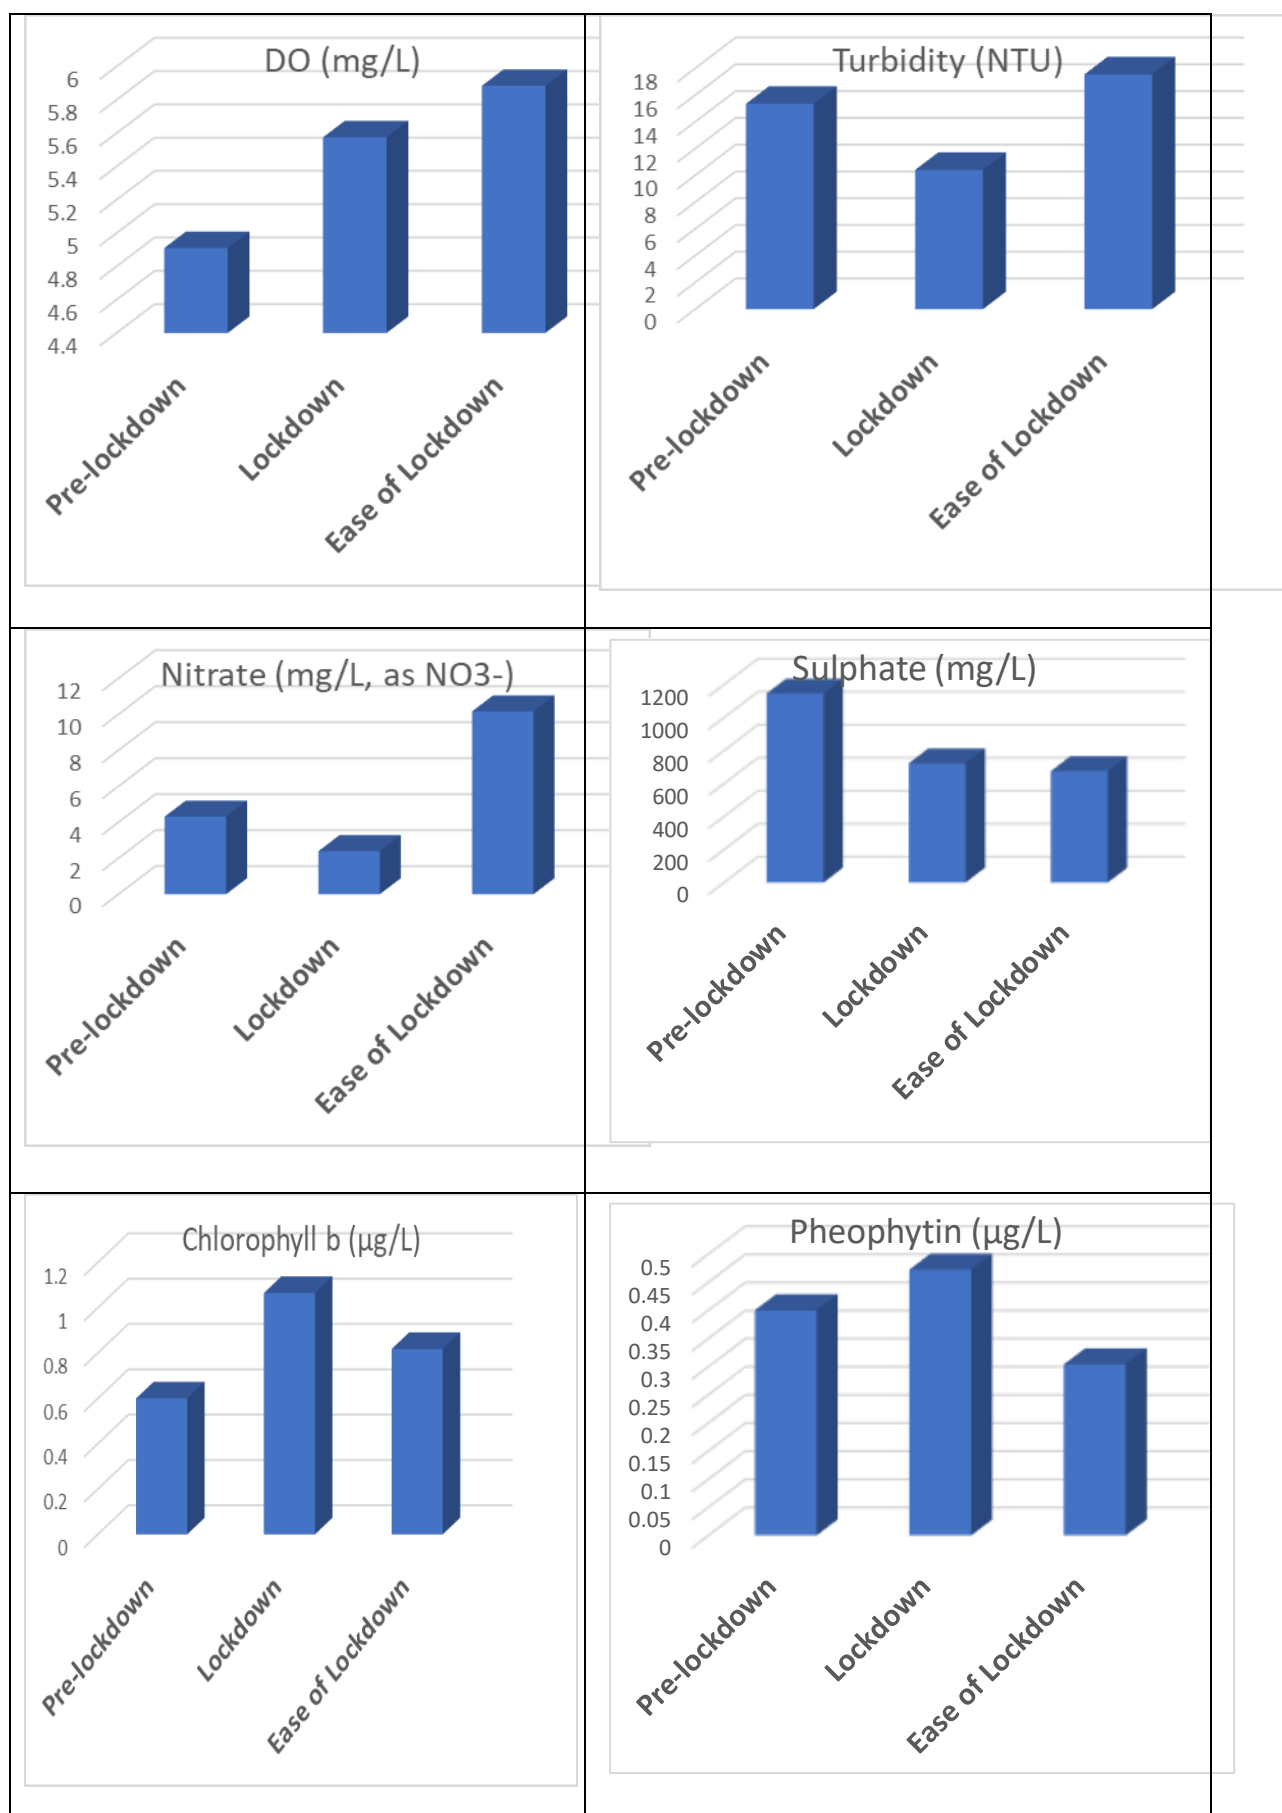 DO (mg/L)
6
5.8
5.6
5.4
5.2
5
4.8
4.6
4.4
Pre-lockdown
Lockdown
Ease of Lockdown
Turbidity (NTU)
18
16
14
12
10
8
6
4
2
0
Pre-lockdown
Lockdown
Ease of Lockdown
Nitrate (mg/L, as NO3-)
12
10
8
6
4
2
0
Pre-lockdown
Lockdown
Ease of Lockdown
Sulphate (mg/L)
1200
1000
800
600
400
200
0
Pre-lockdown
Lockdown
Ease of Lockdown
Chlorophyll b (µg/L)
1.2
1
0.8
0.6
0.4
0.2
0
Pre-lockdown
Lockdown
Ease of Lockdown
Pheophytin (µg/L)
0.5
0.45
0.4
0.35
0.3
0.25
0.2
0.15
0.1
0.05
0
Pre-lockdown
Lockdown
Ease of Lockdown